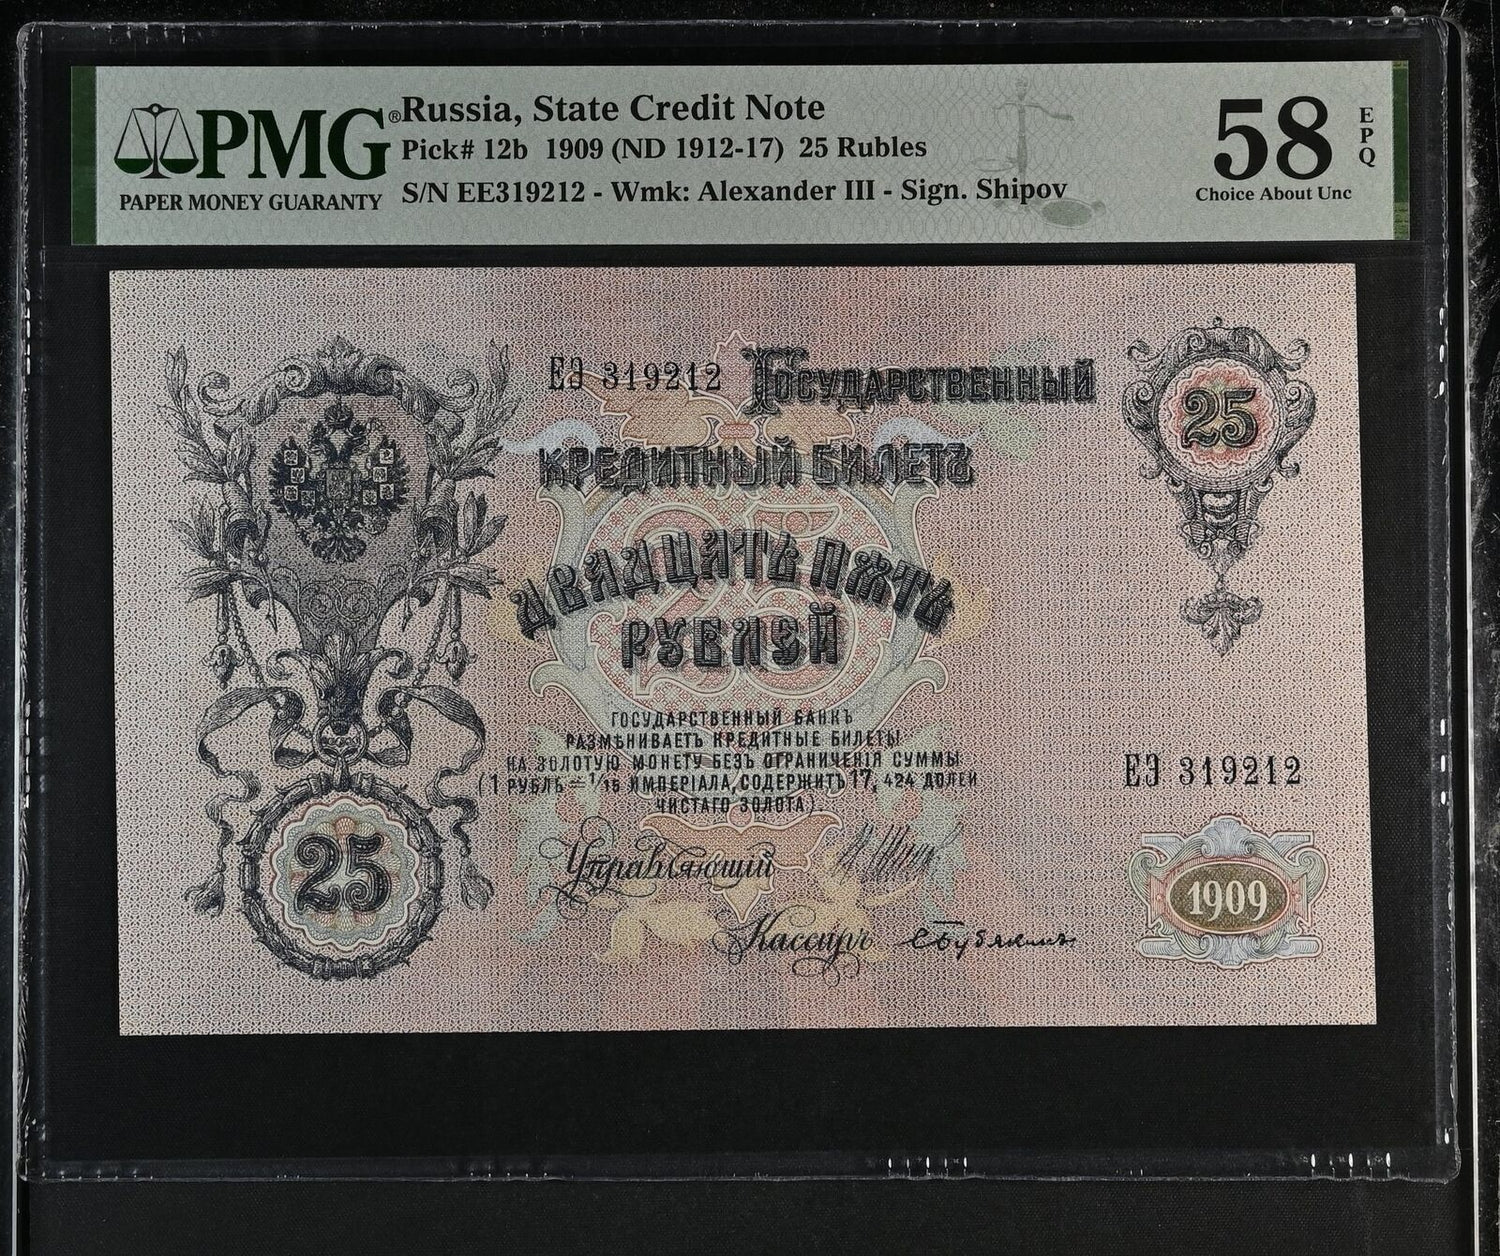 PMG®
PAPER MONEY GUARANTY
Russia, State Credit Note
Pick# 12b 1909 (ND 1912-17) 25 Rubles
S/N EE319212 - Wmk: Alexander III - Sign. Shipov
58 EPQ
Choice About Unc
ЕЭ 319212 ГОСУДАРСТВЕННЫЙ
КРЕДИТНЫЙ БИЛЕТЪ
25
ДВАДЦАТЬ ПЯТЬ
РУБЛЕЙ
25
ГОСУДАРСТВЕННЫЙ БАНКЪ
РАЗМѢНИВАЕТЪ КРЕДИТНЫЕ БИЛЕТЫ
НА ЗОЛОТУЮ МОНЕТУ БЕЗЪ ОГРАНИЧЕНІЯ СУММЫ
(1 РУБЛЬ = 1/15 ИМПЕРІАЛА, СОДЕРЖИТЪ 17, 424 ДОЛЕЙ
ЧИСТАГО ЗОЛОТА).
ЕЭ 319212
25
Управляющій
Кассиръ
1909